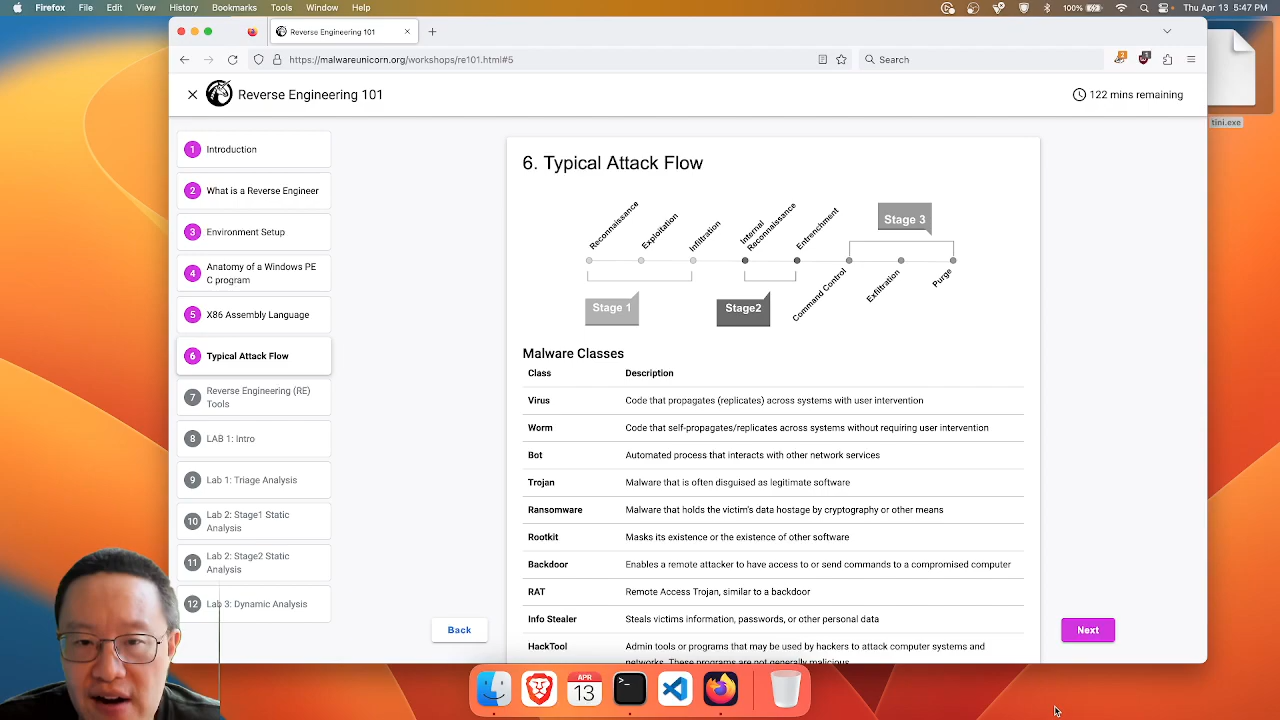 Firefox File Edit View History Bookmarks Tools Window Help
100% Thu Apr 13 5:47 PM
Reverse Engineering 101
https://malwareunicorn.org/workshops/re101.html#5
Search
2
1
Reverse Engineering 101
122 mins remaining
tini.exe
1 Introduction
2 What is a Reverse Engineer
3 Environment Setup
4 Anatomy of a Windows PE
C program
5 X86 Assembly Language
6 Typical Attack Flow
7 Reverse Engineering (RE)
Tools
8 LAB 1: Intro
9 Lab 1: Triage Analysis
10 Lab 2: Stage1 Static
Analysis
11 Lab 2: Stage2 Static
Analysis
12 Lab 3: Dynamic Analysis
6. Typical Attack Flow
Reconnaissance
Exploitation
Infiltration
Internal
Reconnaissance
Entrenchment
Stage 3
Stage 1
Stage2
Command Control
Exfiltration
Purge
Malware Classes
Class Description
Virus Code that propagates (replicates) across systems with user intervention
Worm Code that self-propagates/replicates across systems without requiring user intervention
Bot Automated process that interacts with other network services
Trojan Malware that is often disguised as legitimate software
Ransomware Malware that holds the victim's data hostage by cryptography or other means
Rootkit Masks its existence or the existence of other software
Backdoor Enables a remote attacker to have access to or send commands to a compromised computer
RAT Remote Access Trojan, similar to a backdoor
Info Stealer Steals victims information, passwords, or other personal data
HackTool Admin tools or programs that may be used by hackers to attack computer systems and
networks. These programs are not generally malicious
Back
Next
APR
13